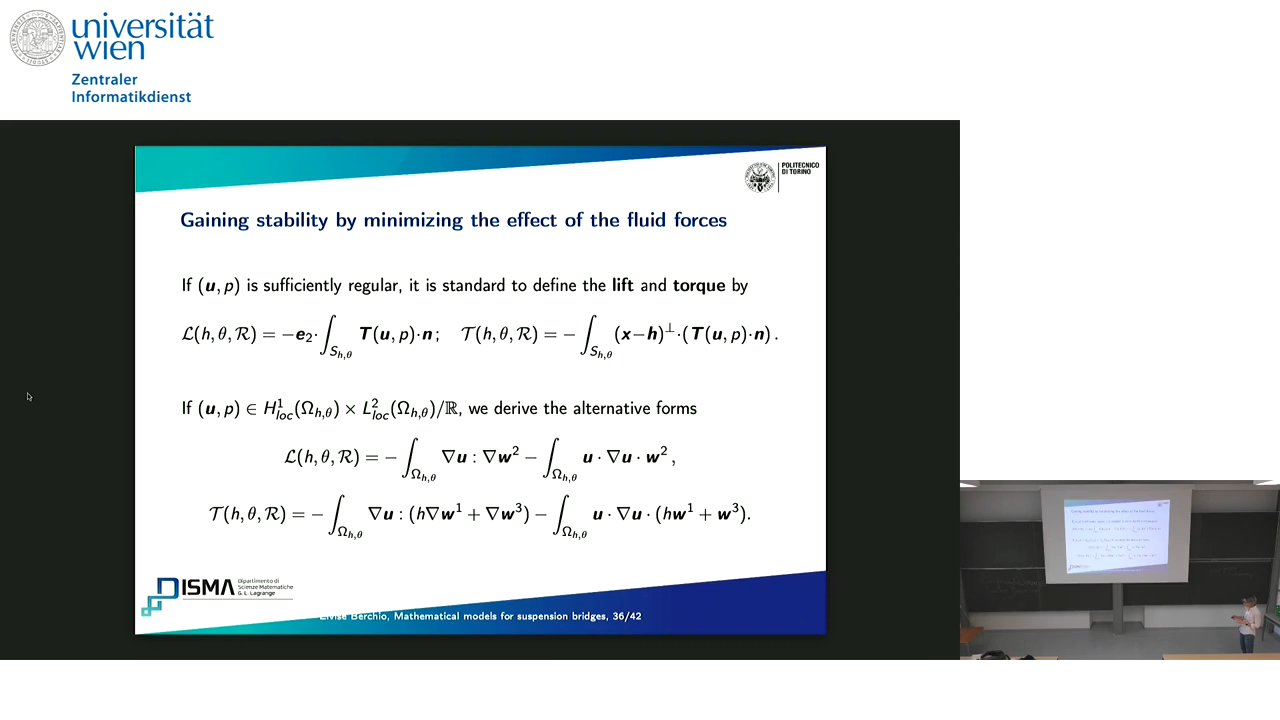 universität
wien
Zentraler
Informatikdienst
POLITECNICO
DI TORINO
Gaining stability by minimizing the effect of the fluid forces
If (u, p) is sufficiently regular, it is standard to define the lift and torque by
ℒ(h, θ, ℛ) = −e₂· ∫_{S_{h,θ}} T(u, p)·n ; 𝒯(h, θ, ℛ) = − ∫_{S_{h,θ}} (x−h)^⊥·(T(u, p)·n) .
If (u, p) ∈ H¹_{loc}(Ω_{h,θ}) × L²_{loc}(Ω_{h,θ})/ℝ, we derive the alternative forms
ℒ(h, θ, ℛ) = − ∫_{Ω_{h,θ}} ∇u : ∇w² − ∫_{Ω_{h,θ}} u · ∇u · w² ,
𝒯(h, θ, ℛ) = − ∫_{Ω_{h,θ}} ∇u : (h∇w¹ + ∇w³) − ∫_{Ω_{h,θ}} u · ∇u · (hw¹ + w³).
DISMA
Dipartimento di
Scienze Matematiche
G. L. Lagrange
Elvise Berchio, Mathematical models for suspension bridges, 36/42